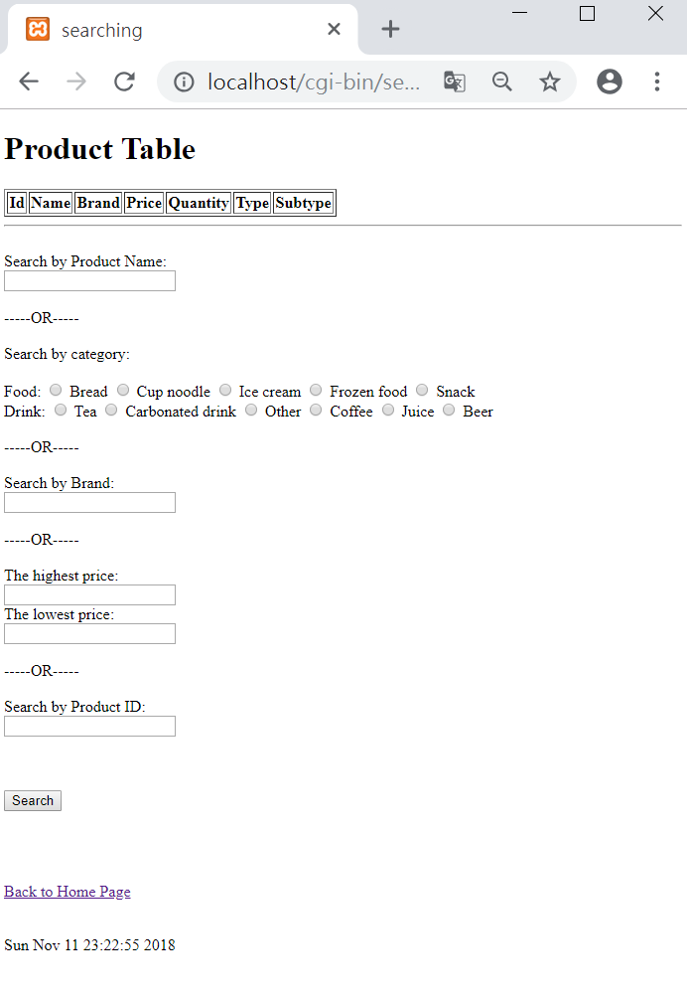 searching
localhost/cgi-bin/se...
Product Table
Id Name Brand Price Quantity Type Subtype
Search by Product Name:
-----OR-----
Search by category:
Food: Bread Cup noodle Ice cream Frozen food Snack
Drink: Tea Carbonated drink Other Coffee Juice Beer
-----OR-----
Search by Brand:
-----OR-----
The highest price:
The lowest price:
-----OR-----
Search by Product ID:
Search
Back to Home Page
Sun Nov 11 23:22:55 2018